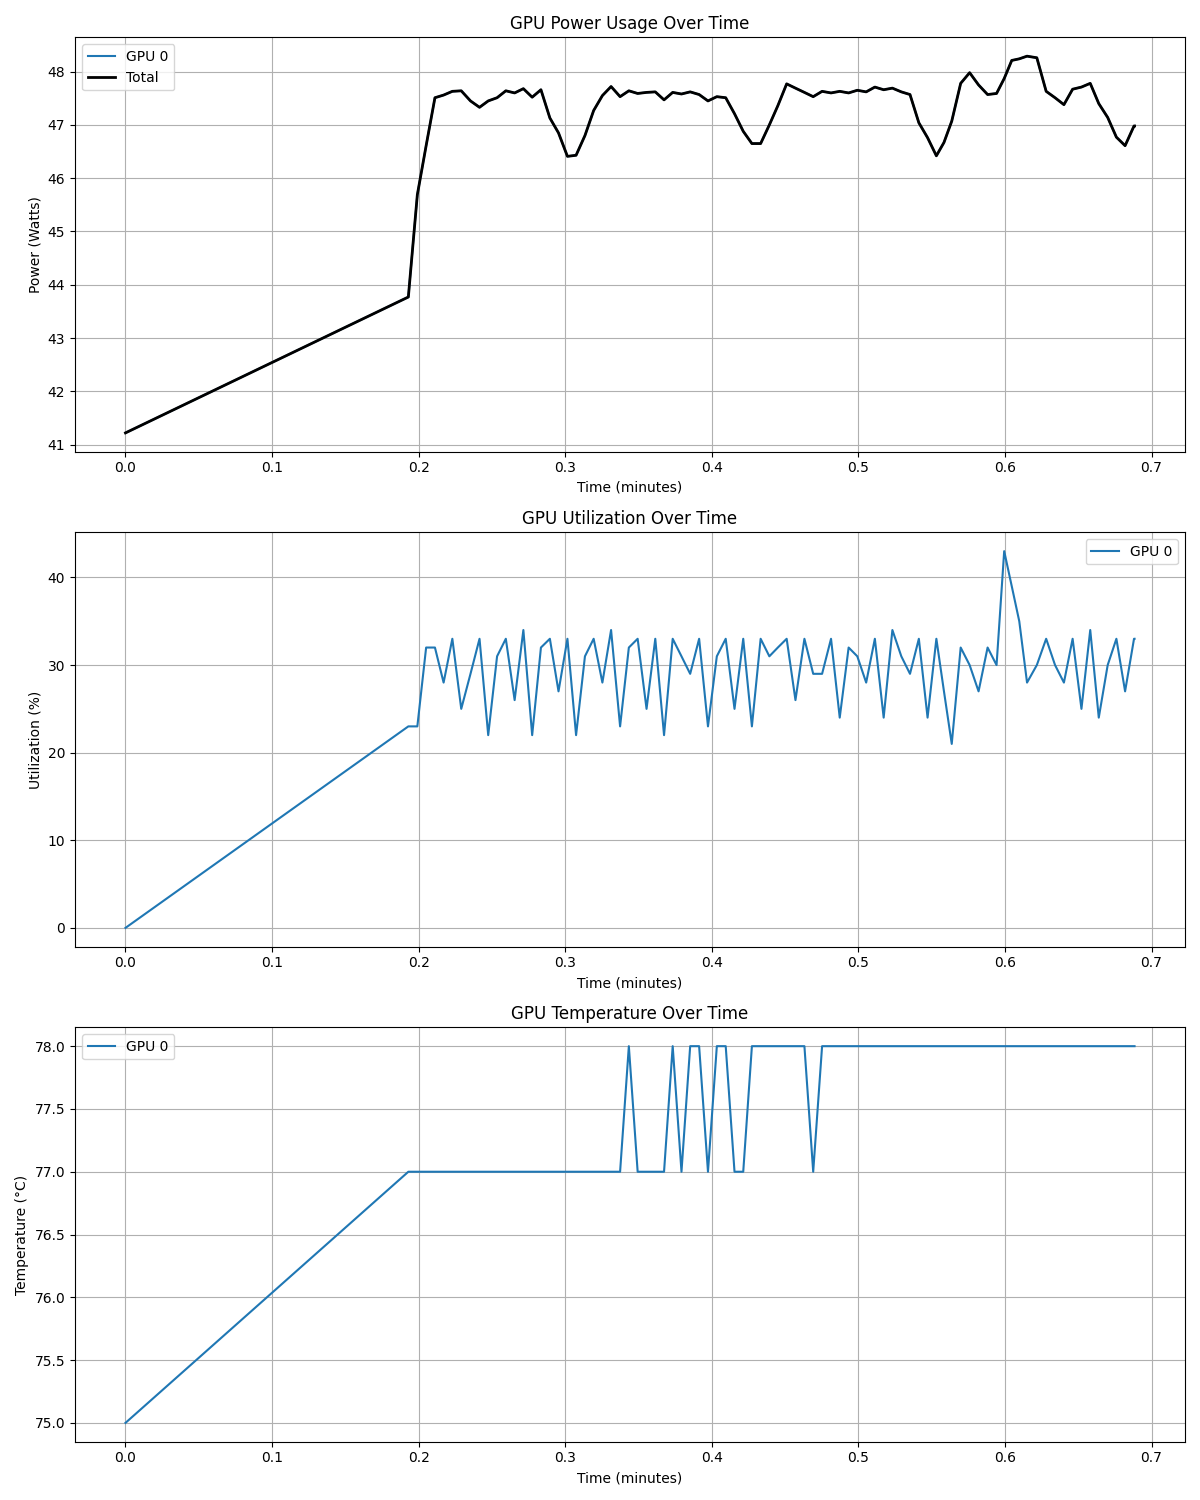 GPU Power Usage Over Time
GPU 0
Total
48
47
46
45
44
43
42
41
Power (Watts)
0.0 0.1 0.2 0.3 0.4 0.5 0.6 0.7
Time (minutes)
GPU Utilization Over Time
GPU 0
40
30
20
10
0
Utilization (%)
0.0 0.1 0.2 0.3 0.4 0.5 0.6 0.7
Time (minutes)
GPU Temperature Over Time
GPU 0
78.0
77.5
77.0
76.5
76.0
75.5
75.0
Temperature (°C)
0.0 0.1 0.2 0.3 0.4 0.5 0.6 0.7
Time (minutes)